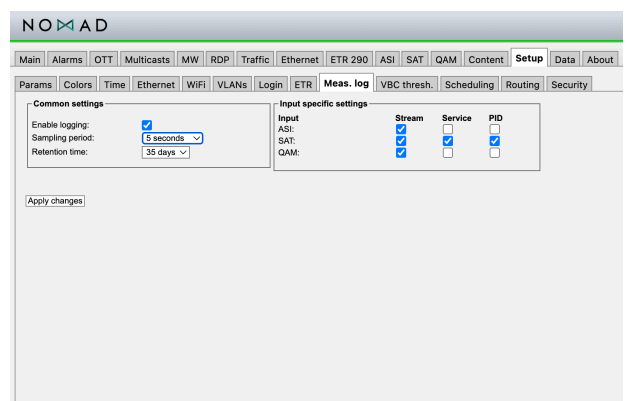 NOMAD
Main Alarms OTT Multicasts MW RDP Traffic Ethernet ETR 290 ASI SAT QAM Content Setup Data About
Params Colors Time Ethernet WiFi VLANs Login ETR Meas. log VBC thresh. Scheduling Routing Security
Common settings
Enable logging:
Sampling period: 5 seconds
Retention time: 35 days
Input specific settings
Input Stream Service PID
ASI:
SAT:
QAM:
Apply changes